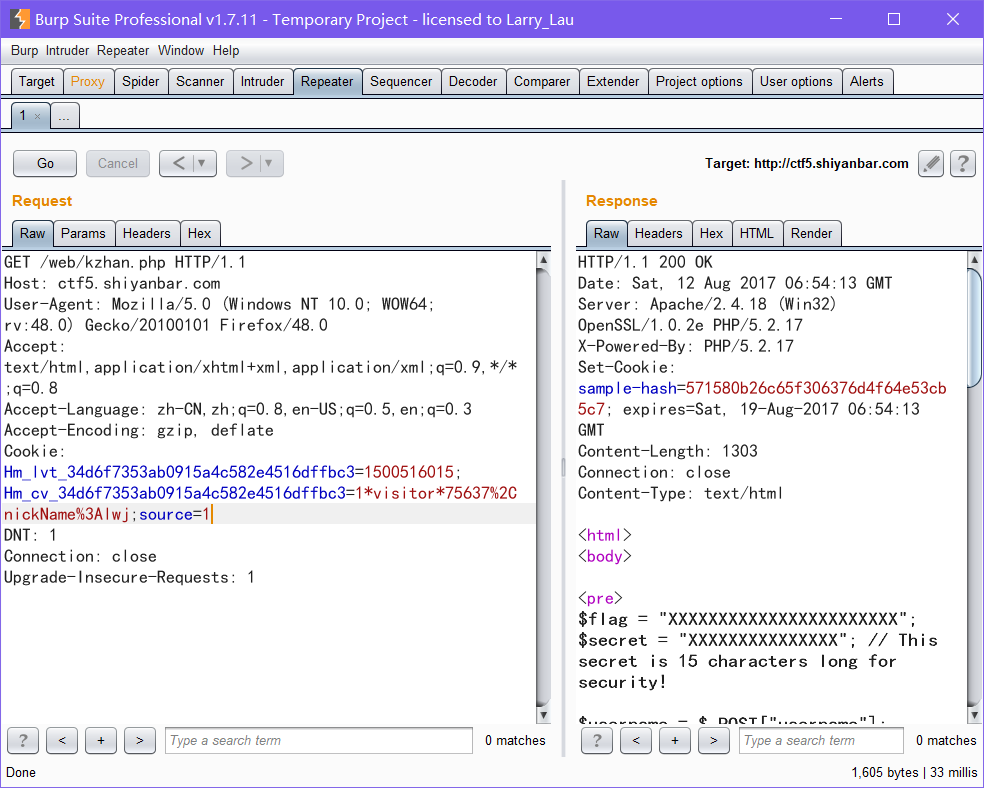 Burp Suite Professional v1.7.11 - Temporary Project - licensed to Larry_Lau
Burp Intruder Repeater Window Help
Target Proxy Spider Scanner Intruder Repeater Sequencer Decoder Comparer Extender Project options User options Alerts
1 × ...
Go Cancel < > Target: http://ctf5.shiyanbar.com ?
Request
Raw Params Headers Hex
GET /web/kzhan.php HTTP/1.1
Host: ctf5.shiyanbar.com
User-Agent: Mozilla/5.0 (Windows NT 10.0; WOW64;
rv:48.0) Gecko/20100101 Firefox/48.0
Accept:
text/html,application/xhtml+xml,application/xml;q=0.9,*/*
;q=0.8
Accept-Language: zh-CN,zh;q=0.8,en-US;q=0.5,en;q=0.3
Accept-Encoding: gzip, deflate
Cookie:
Hm_lvt_34d6f7353ab0915a4c582e4516dffbc3=1500516015;
Hm_cv_34d6f7353ab0915a4c582e4516dffbc3=1*visitor*75637%2C
nickName%3Alwj;source=1
DNT: 1
Connection: close
Upgrade-Insecure-Requests: 1
? < + > Type a search term 0 matches
Response
Raw Headers Hex HTML Render
HTTP/1.1 200 OK
Date: Sat, 12 Aug 2017 06:54:13 GMT
Server: Apache/2.4.18 (Win32)
OpenSSL/1.0.2e PHP/5.2.17
X-Powered-By: PHP/5.2.17
Set-Cookie:
sample-hash=571580b26c65f306376d4f64e53cb
5c7; expires=Sat, 19-Aug-2017 06:54:13
GMT
Content-Length: 1303
Connection: close
Content-Type: text/html
<html>
<body>
<pre>
$flag = "XXXXXXXXXXXXXXXXXXXXXXX";
$secret = "XXXXXXXXXXXXXXX"; // This
secret is 15 characters long for
security!
$username = $_POST["username"];
? < + > Type a search term 0 matches
Done 1,605 bytes | 33 millis